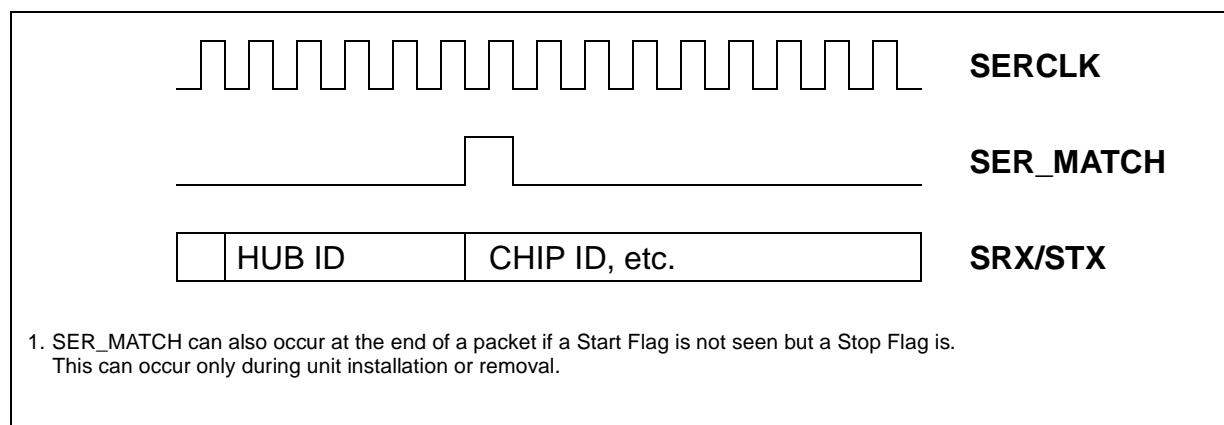 SERCLK
SER_MATCH
HUB ID CHIP ID, etc. SRX/STX
1. SER_MATCH can also occur at the end of a packet if a Start Flag is not seen but a Stop Flag is.
This can occur only during unit installation or removal.